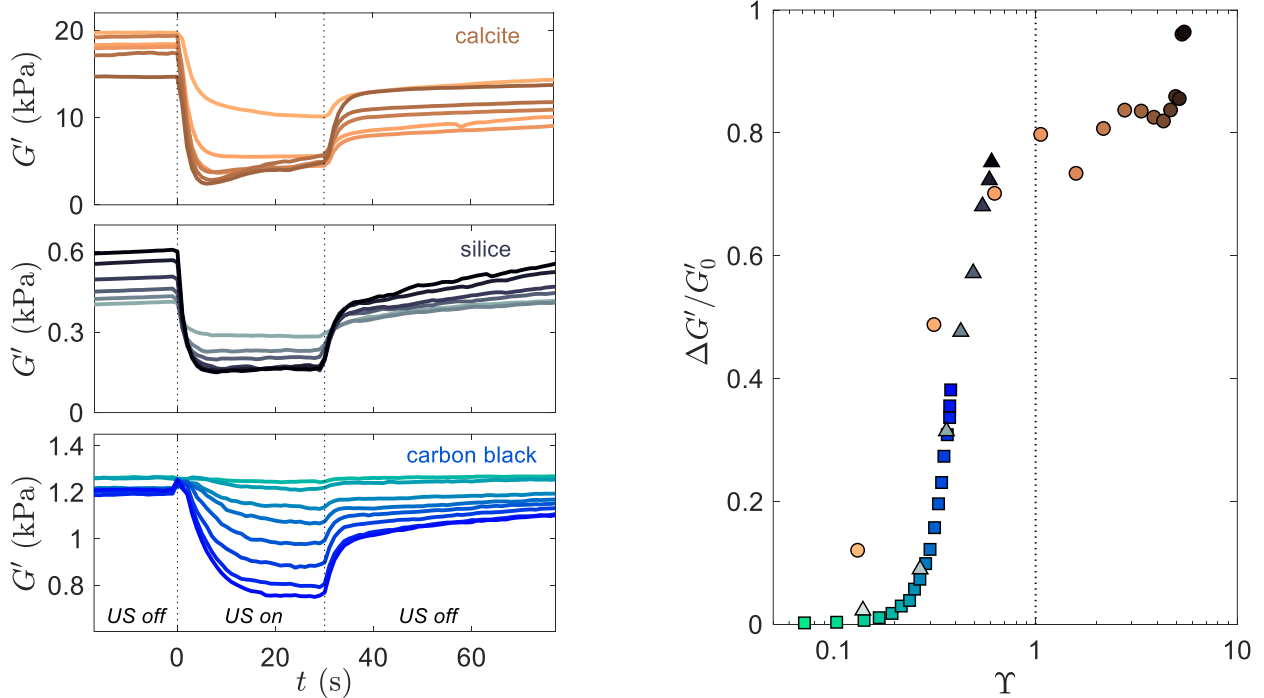 20
10
0
G′ (kPa)
calcite
0.6
0.3
0
G′ (kPa)
silice
1.4
1.2
1
0.8
G′ (kPa)
carbon black
US off
US on
US off
0
20
40
60
t (s)
1
0.8
0.6
0.4
0.2
0
ΔG′/G′₀
0.1
1
10
ϒ